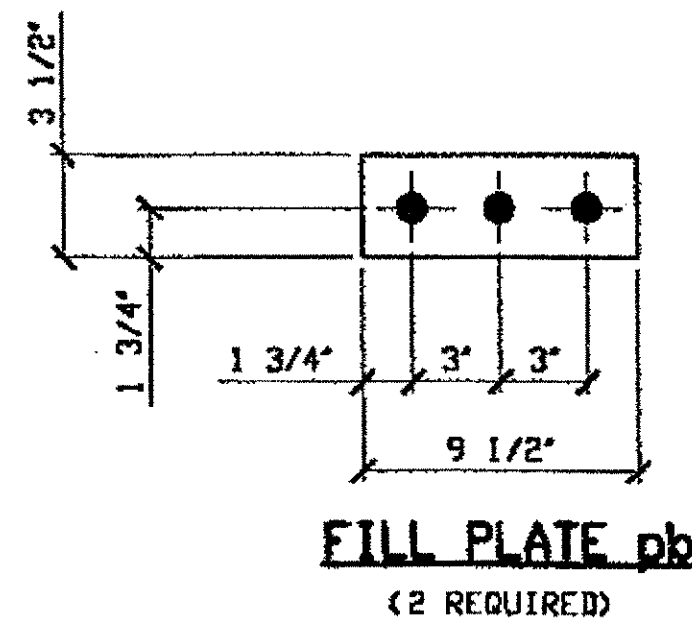 3 1/2"
1 3/4"
1 3/4" 3" 3"
9 1/2"
FILL PLATE pb
(2 REQUIRED)